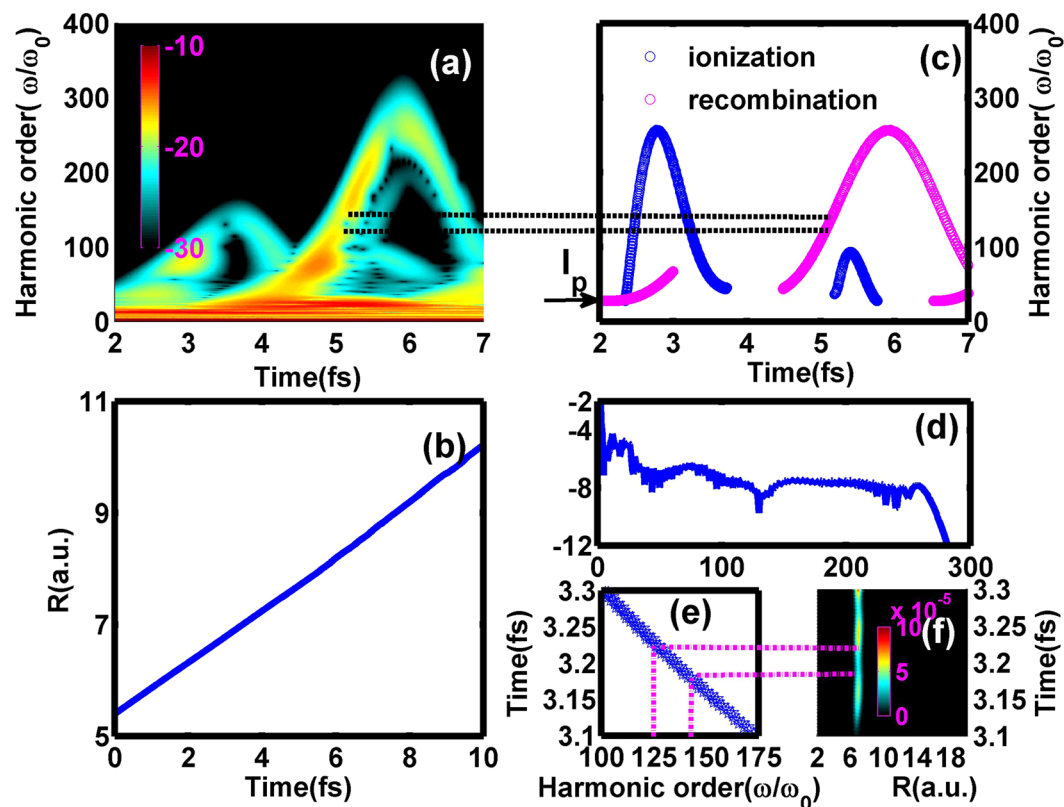 400
300
200
100
0
Harmonic order( ω/ω0)
-10
-20
-30
(a)
2 3 4 5 6 7
Time(fs)
Ip
(c)
ionization
recombination
400
300
200
100
0
Harmonic order( ω/ω0)
2 3 4 5 6 7
Time(fs)
11
9
7
5
R(a.u.)
(b)
0 2 4 6 8 10
Time(fs)
-2
-4
-8
-12
(d)
0 100 200 300
3.3
3.25
3.2
3.15
3.1
Time(fs)
(e)
100 125 150 175
Harmonic order(ω/ω0)
x 10-5
10
5
0
(f)
3.3
3.25
3.2
3.15
3.1
Time(fs)
2 6 10 14 18
R(a.u.)